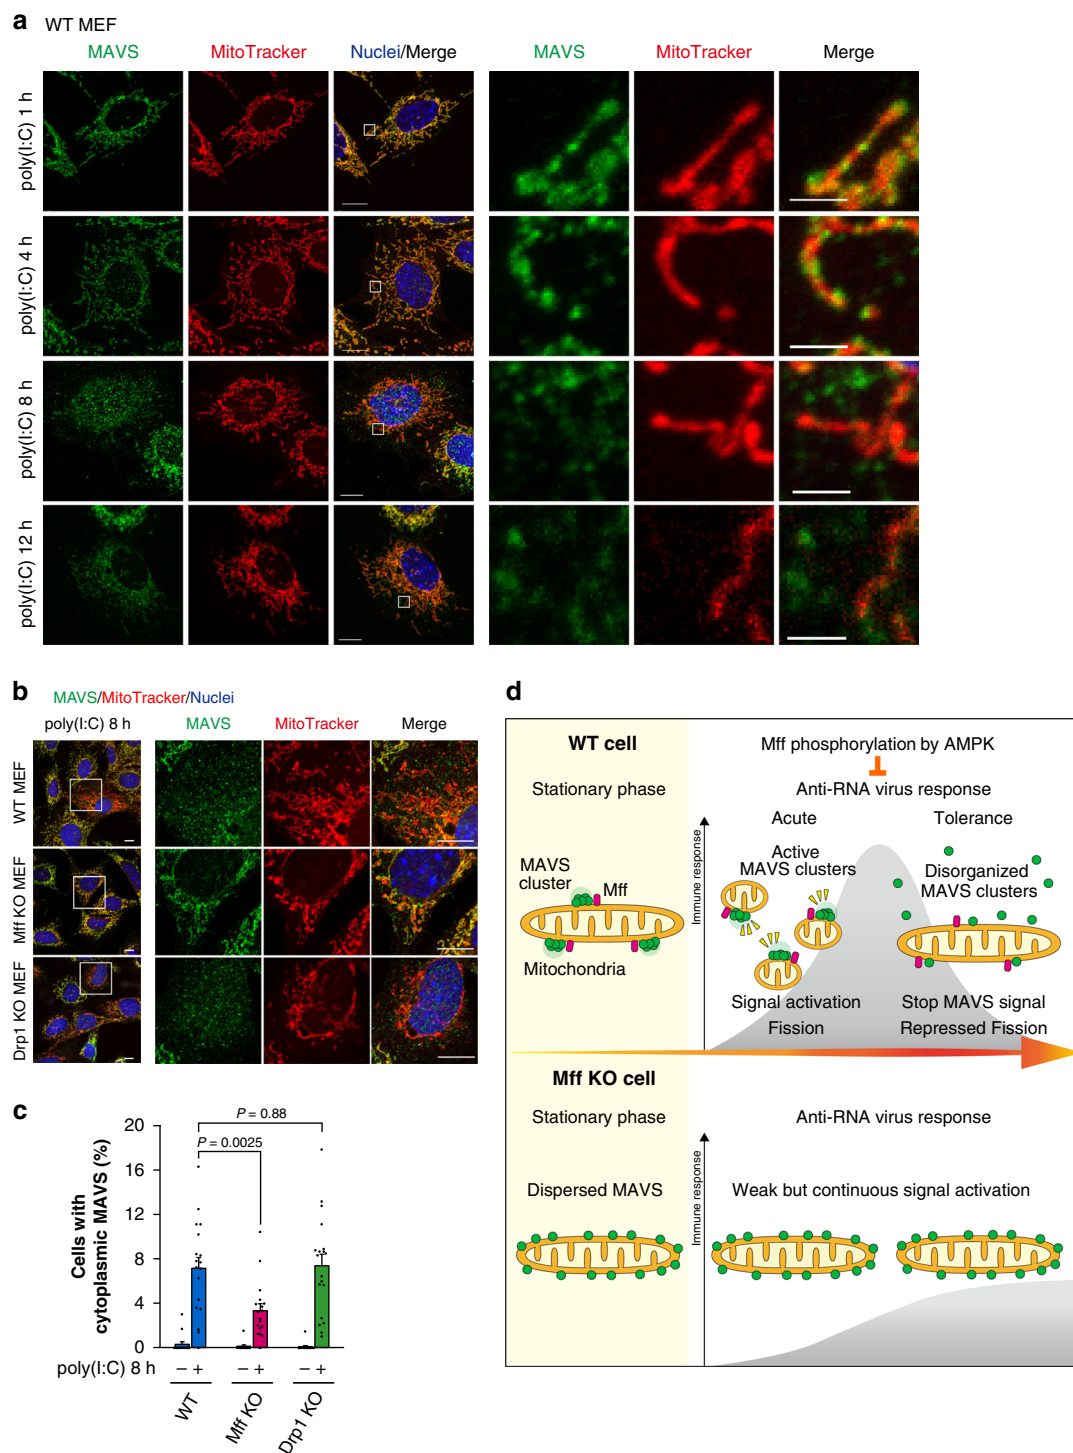 a
WT MEF
MAVS MitoTracker Nuclei/Merge MAVS MitoTracker Merge
poly(I:C) 1 h
poly(I:C) 4 h
poly(I:C) 8 h
poly(I:C) 12 h
b
MAVS/MitoTracker/Nuclei
poly(I:C) 8 h MAVS MitoTracker Merge
WT MEF
Mff KO MEF
Drp1 KO MEF
c
Cells with
cytoplasmic MAVS (%)
20
16
12
8
4
0
P = 0.88
P = 0.0025
poly(I:C) 8 h – + – + – +
WT Mff KO Drp1 KO
d
WT cell
Stationary phase
MAVS
cluster
Mff
Mitochondria
Mff phosphorylation by AMPK
Anti-RNA virus response
Acute Tolerance
Immune response
Active
MAVS clusters
Disorganized
MAVS clusters
Signal activation Stop MAVS signal
Fission Repressed Fission
Mff KO cell
Stationary phase Anti-RNA virus response
Immune response
Dispersed MAVS Weak but continuous signal activation